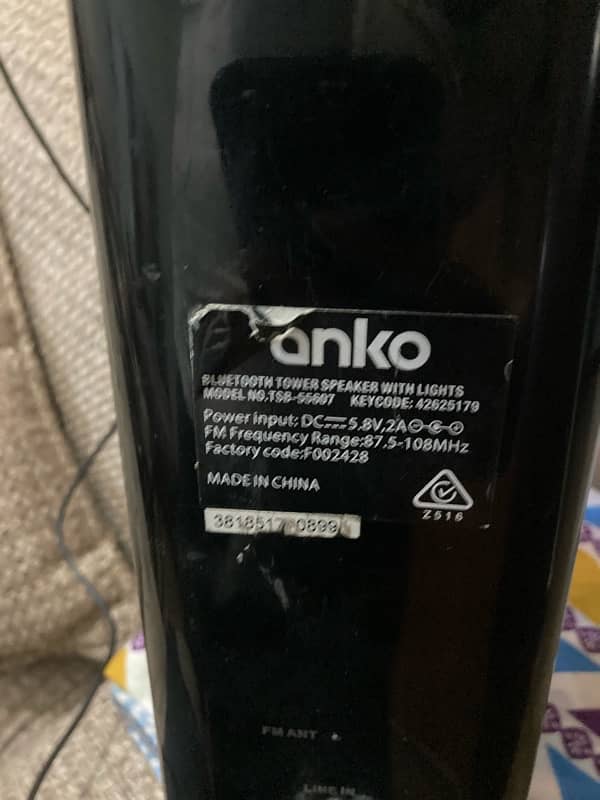 anko
BLUETOOTH TOWER SPEAKER WITH LIGHTS
MODEL NO.TSB-55607 KEYCODE: 42625179
Power input: DC⎓5.8V,2A
FM Frequency Range:87.5-108MHz
Factory code:F002428
MADE IN CHINA
Z516
3818517 0899
FM ANT
LINE IN